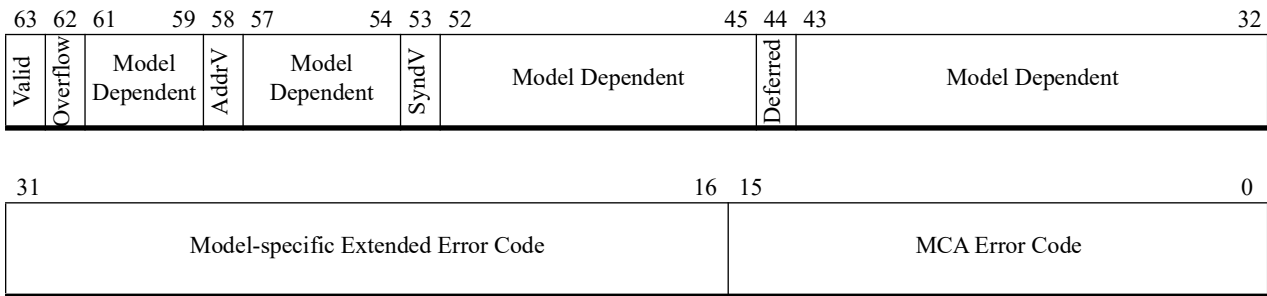 63 62 61 59 58 57 54 53 52 45 44 43 32
Valid Overflow Model Dependent AddrV Model Dependent SyndV Model Dependent Deferred Model Dependent
31 16 15 0
Model-specific Extended Error Code MCA Error Code